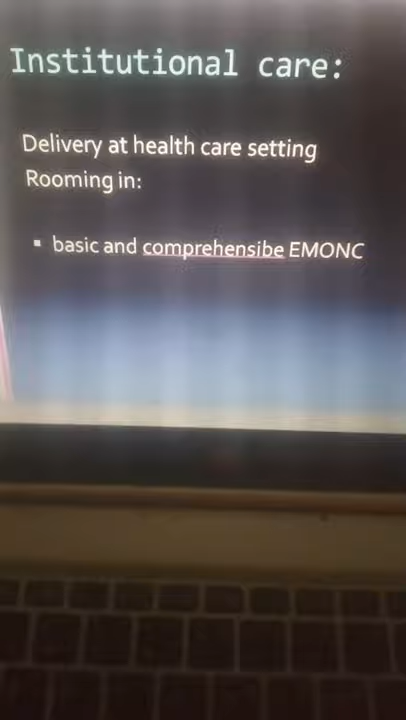 Institutional care:
Delivery at health care setting
Rooming in:
▪ basic and comprehensibe EMONC